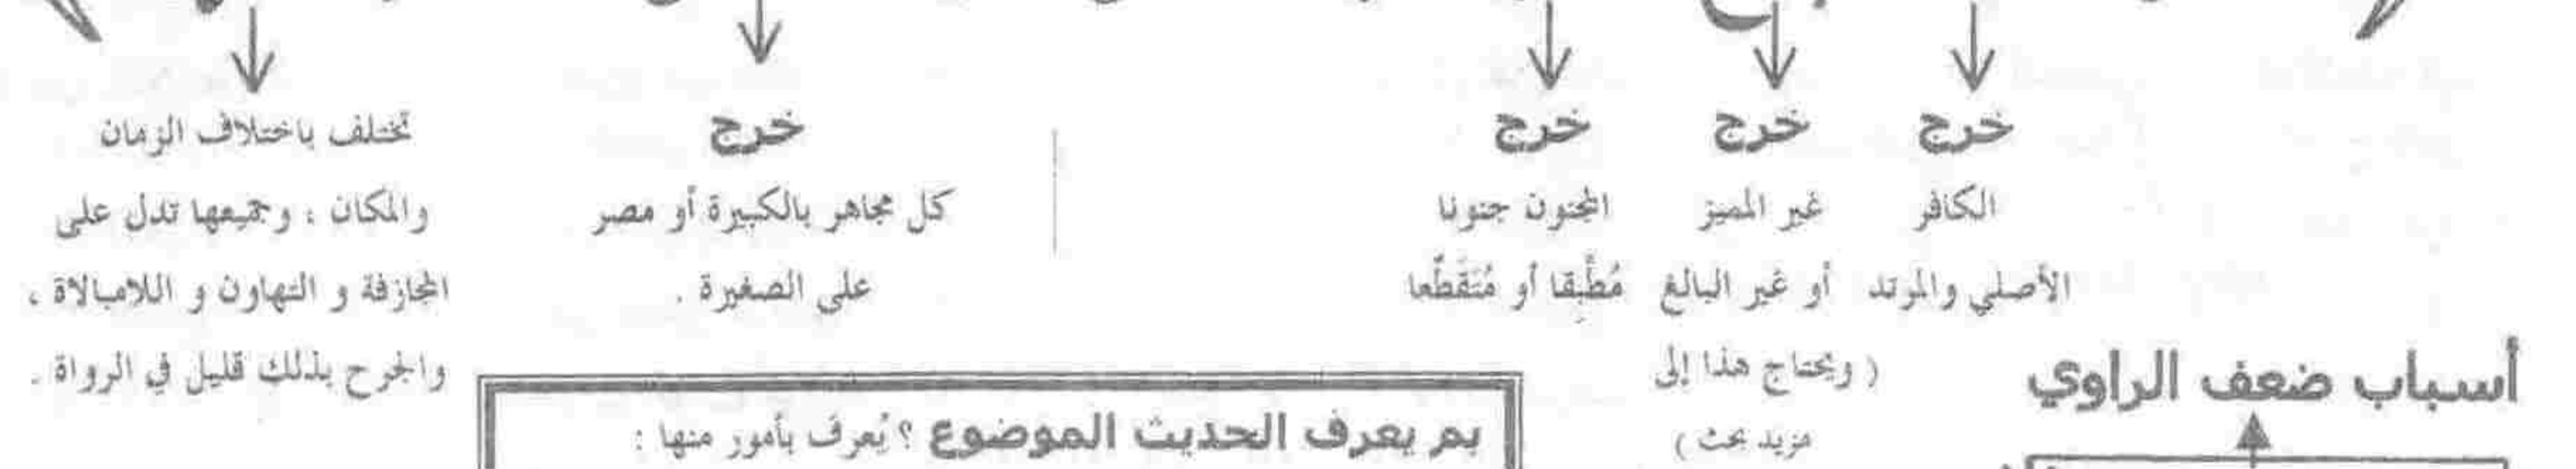 خرج
الكافر
الأصلي والمرتد
خرج
غير المميز
أو غير البالغ
( ويحتاج هذا إلى
مزيد بحث )
خرج
المجنون جنونا
مُطْبِقا أو مُتَقَطِّعا
خرج
كل مجاهر بالكبيرة أو مصر
على الصغيرة .
تختلف باختلاف الزمان
والمكان ، وجميعها تدل على
المجازفة و التهاون و اللامبالاة ،
والجرح بذلك قليل في الرواة .
أسباب ضعف الراوي
بم يعرف الحديث الموضوع ؟ يُعرف بأمور منها :